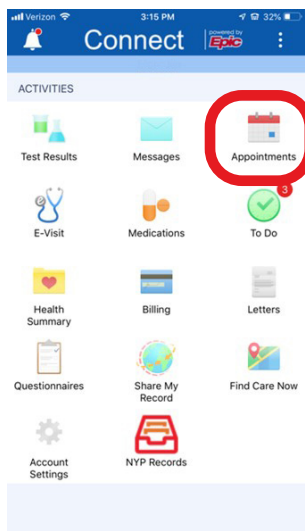 Verizon 3:15 PM 32%
Connect powered by Epic
ACTIVITIES
Test Results Messages Appointments
3
E-Visit Medications To Do
Health Summary Billing Letters
Questionnaires Share My Record Find Care Now
Account Settings NYP Records